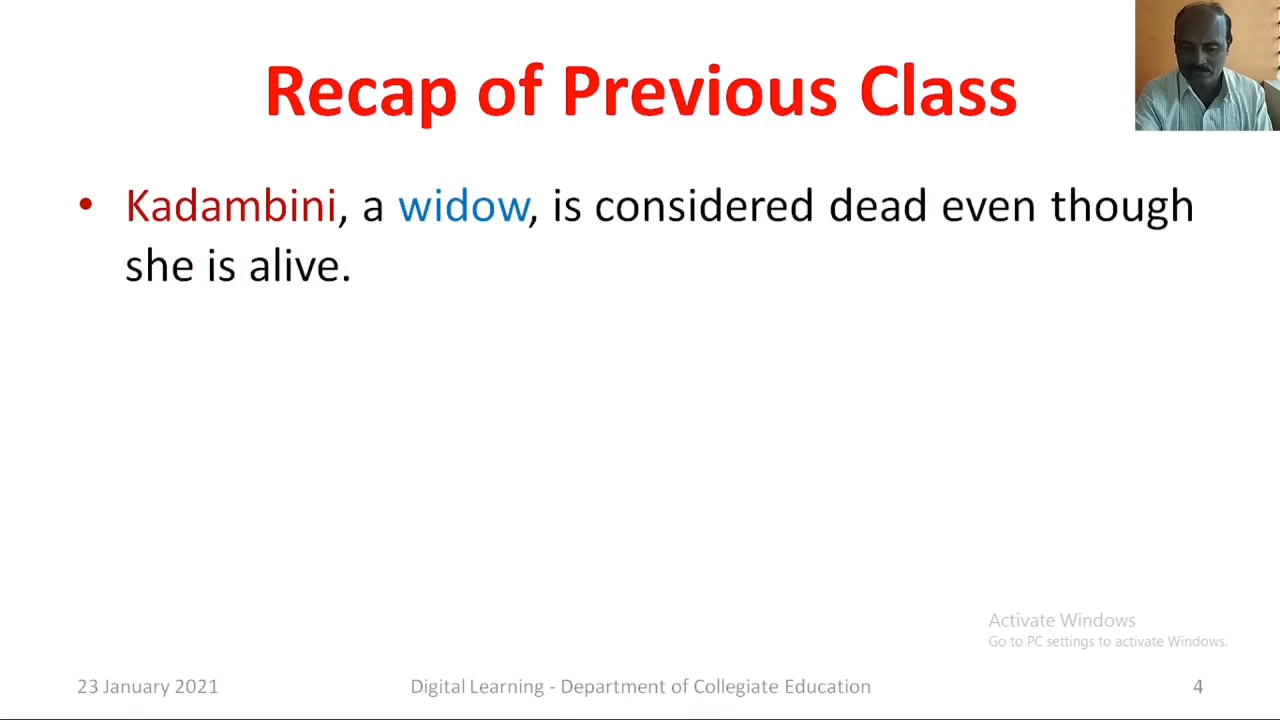 Recap of Previous Class
• Kadambini, a widow, is considered dead even though
she is alive.
Activate Windows
Go to PC settings to activate Windows.
23 January 2021
Digital Learning - Department of Collegiate Education
4